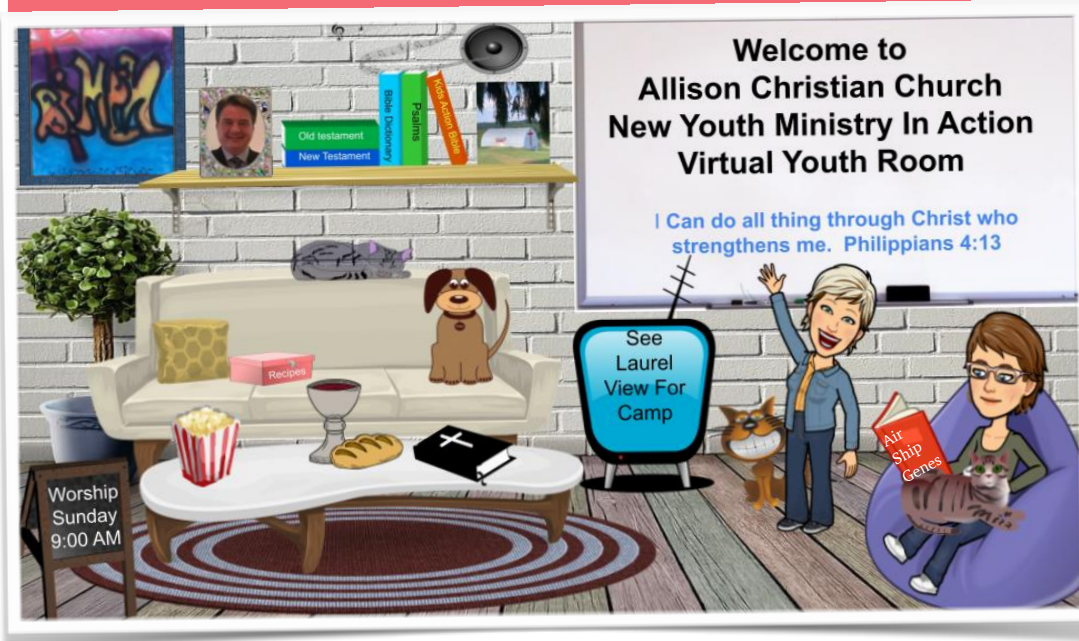 Welcome to
Allison Christian Church
New Youth Ministry In Action
Virtual Youth Room
I Can do all thing through Christ who
strengthens me. Philippians 4:13
Old testament
New Testament
Bible Dictionary
Psalms
Kids Action Bible
Recipes
See
Laurel
View For
Camp
Air
Ship
Genes
Worship
Sunday
9:00 AM